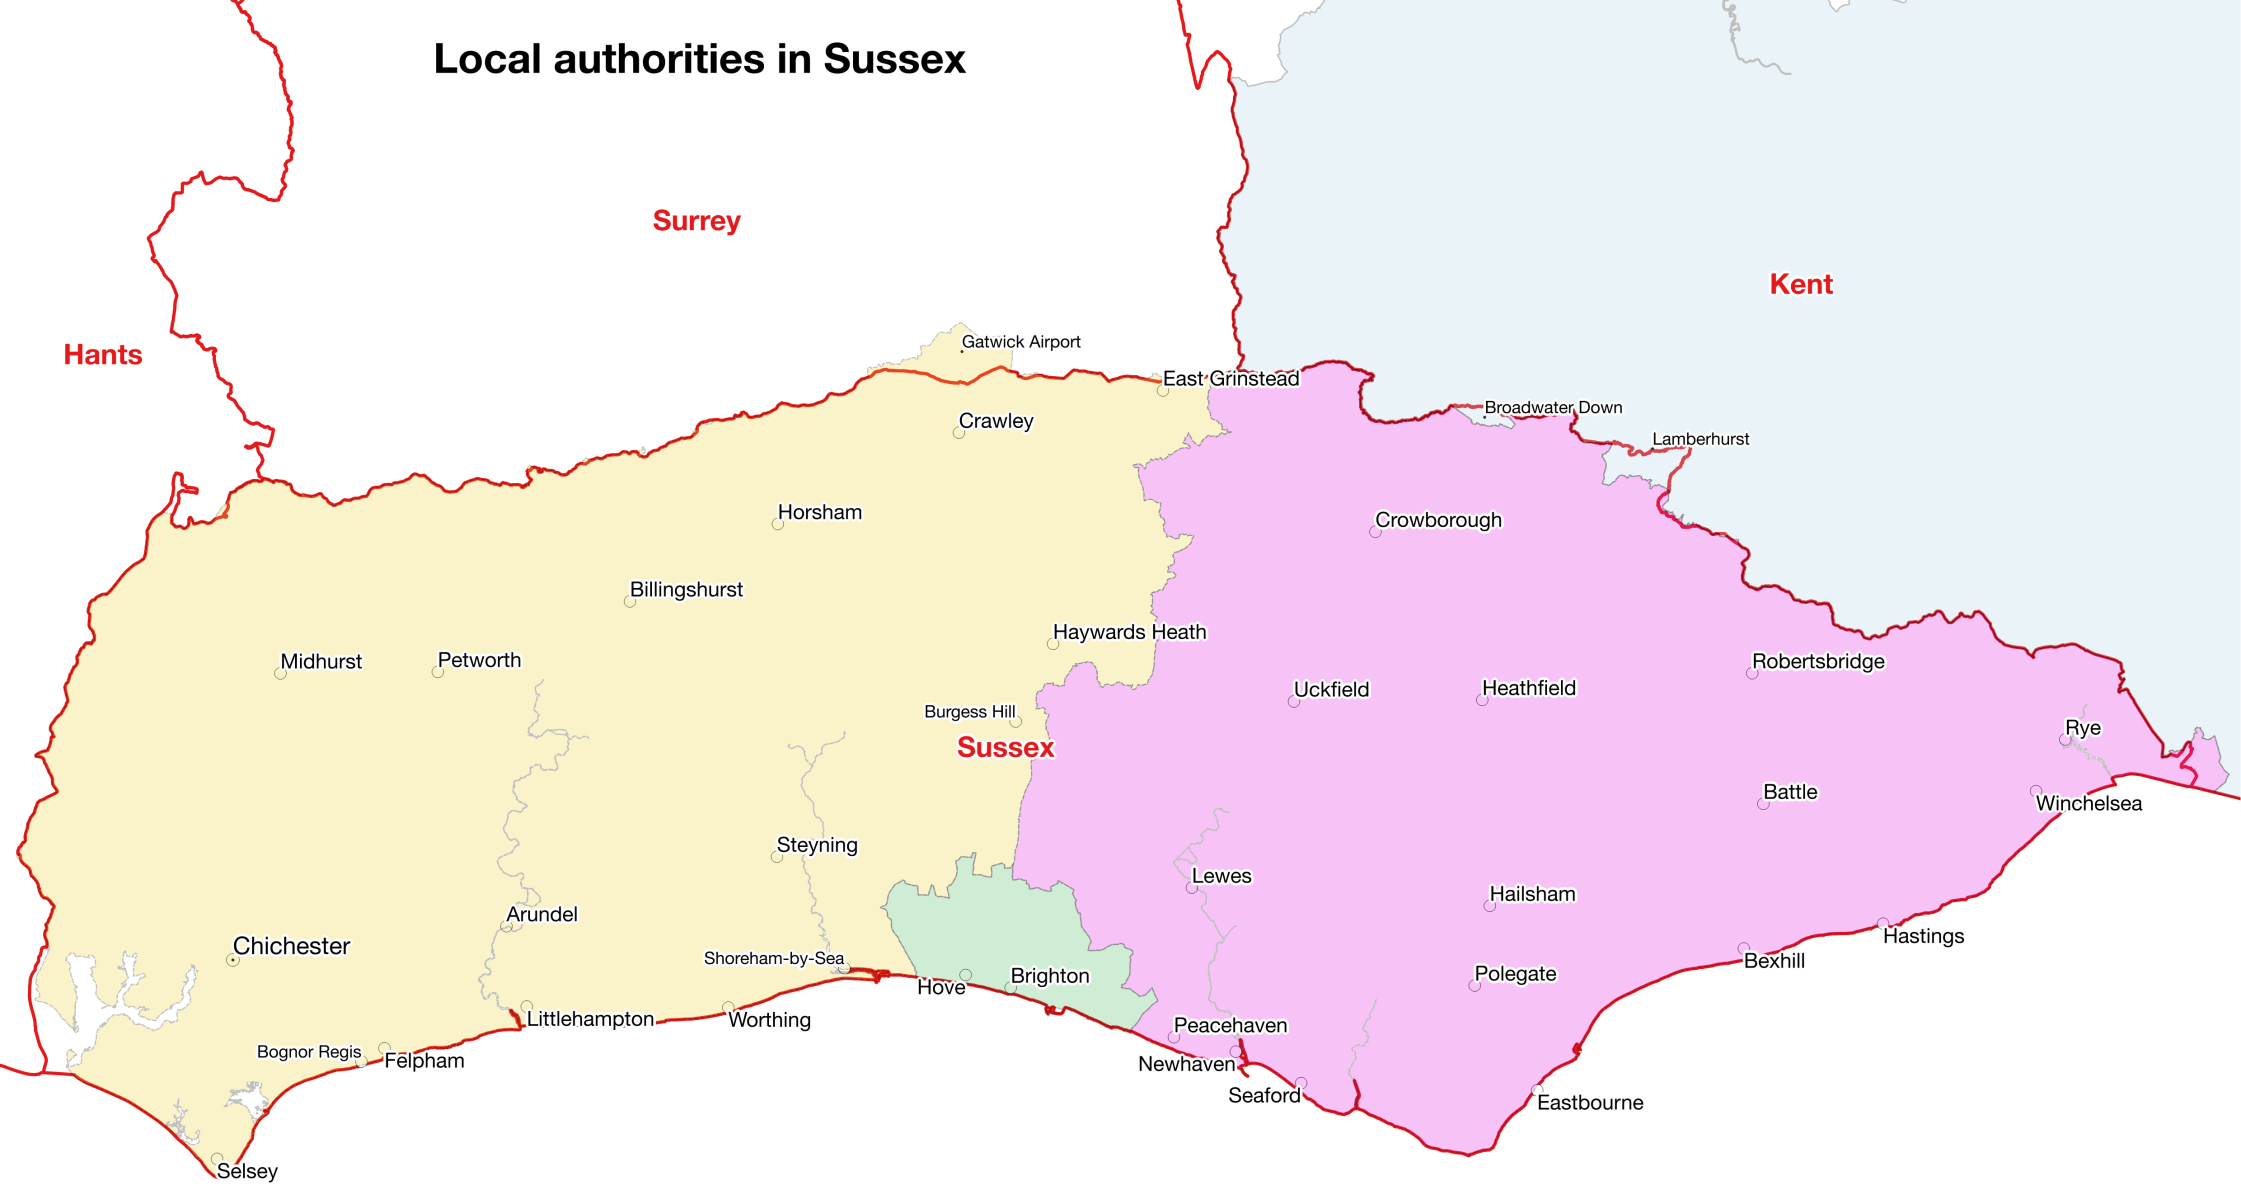 Local authorities in Sussex
Surrey
Kent
Hants
Gatwick Airport
East Grinstead
Broadwater Down
Crawley
Lamberhurst
Horsham
Crowborough
Billingshurst
Haywards Heath
Midhurst
Petworth
Robertsbridge
Uckfield
Heathfield
Burgess Hill
Rye
Sussex
Battle
Winchelsea
Steyning
Lewes
Hailsham
Arundel
Hastings
Chichester
Shoreham-by-Sea
Bexhill
Polegate
Brighton
Hove
Littlehampton
Worthing
Peacehaven
Bognor Regis
Felpham
Newhaven
Seaford
Eastbourne
Selsey